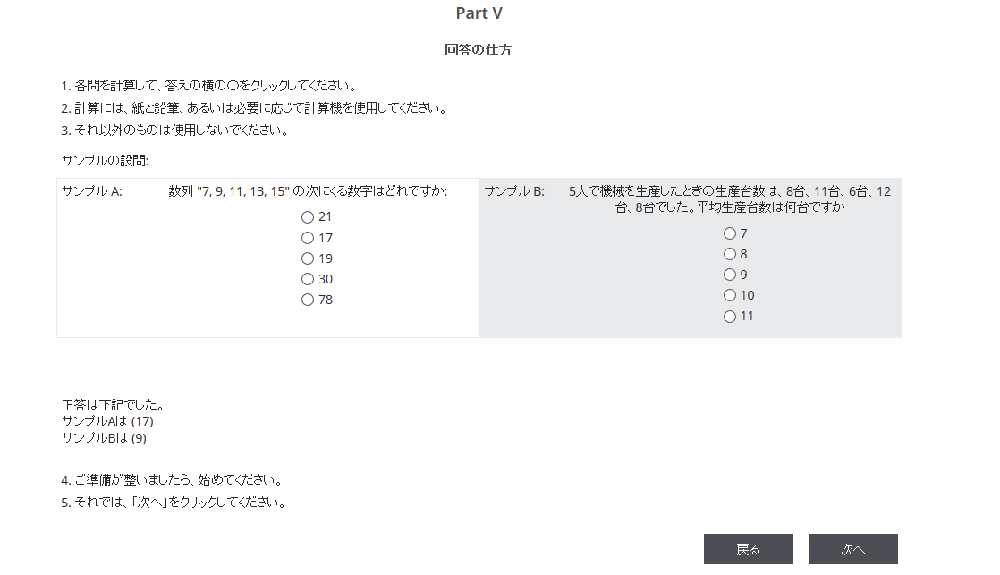 Part V
回答の仕方
1. 各問を計算して、答えの横の〇をクリックしてください。
2. 計算には、紙と鉛筆、あるいは必要に応じて計算機を使用してください。
3. それ以外のものは使用しないでください。
サンプルの設問:
サンプル A: 数列 "7, 9, 11, 13, 15" の次にくる数字はどれですか:
21
17
19
30
78
サンプル B: 5人で機械を生産したときの生産台数は、8台、11台、6台、12
台、8台でした。平均生産台数は何台ですか
7
8
9
10
11
正答は下記でした。
サンプルAは (17)
サンプルBは (9)
4. ご準備が整いましたら、始めてください。
5. それでは、「次へ」をクリックしてください。
戻る 次へ